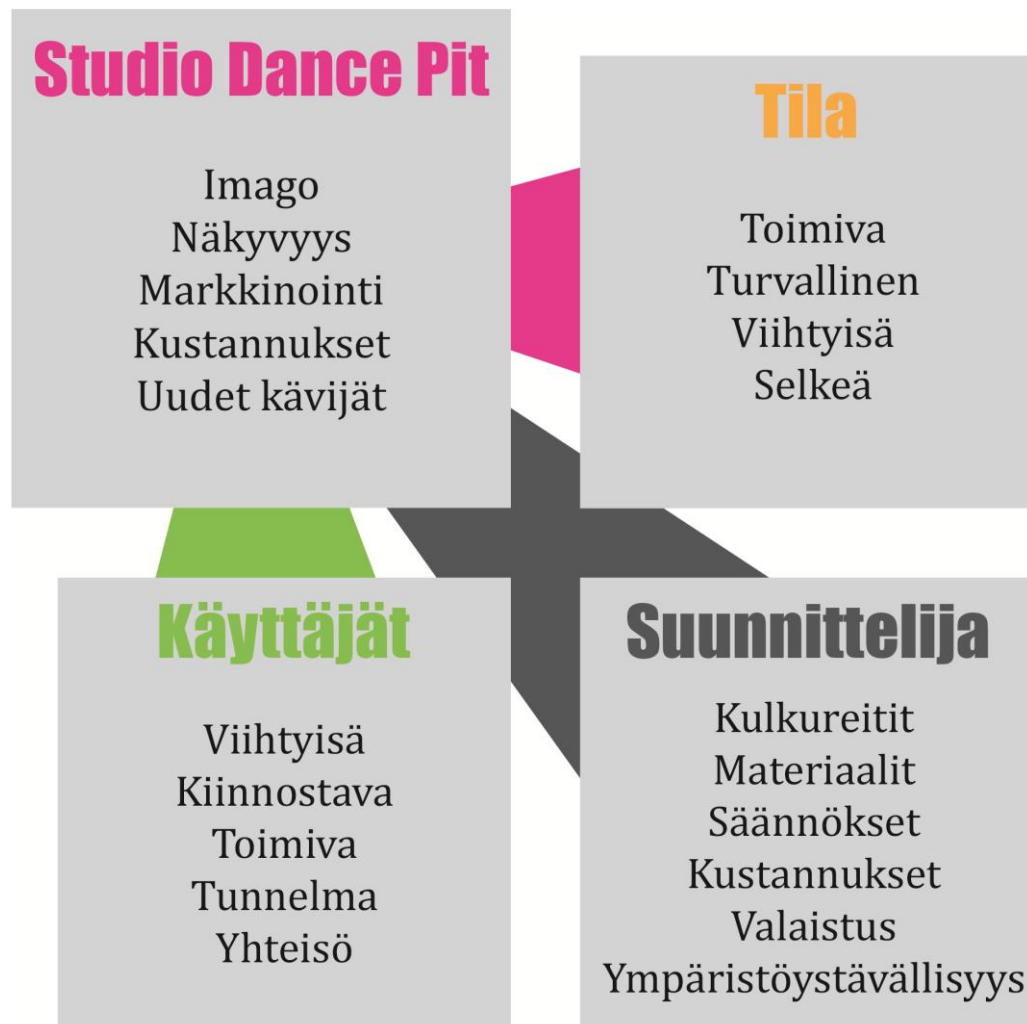 Studio Dance Pit
Imago
Näkyvyys
Markkinointi
Kustannukset
Uudet kävijät
Tila
Toimiva
Turvallinen
Viihtyisä
Selkeä
Käyttäjät
Viihtyisä
Kiinnostava
Toimiva
Tunnelma
Yhteisö
Suunnittelija
Kulkureitit
Materiaalit
Säännökset
Kustannukset
Valaistus
Ympäristöystävällisyys